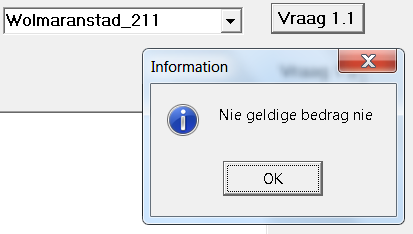 Wolmaranstad_211
Vraag 1.1
Information
Nie geldige bedrag nie
OK